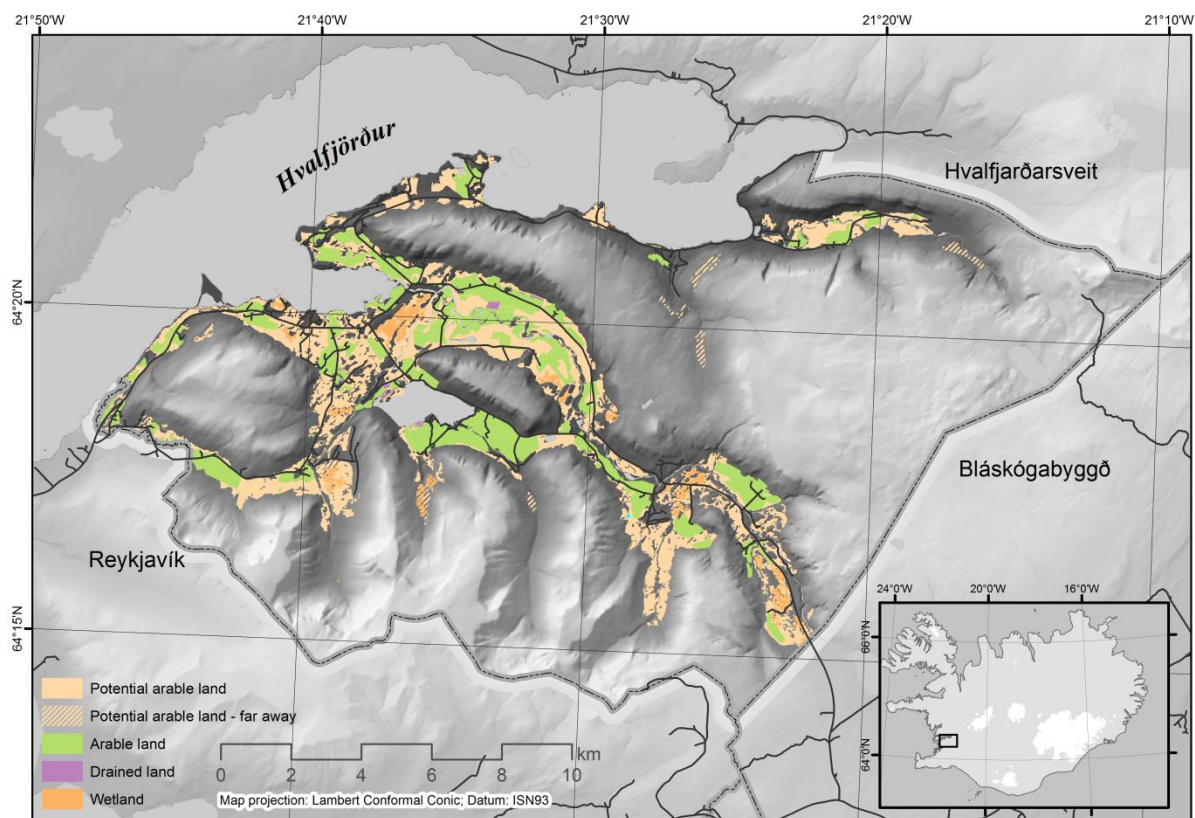 21°50'W
21°40'W
21°30'W
21°20'W
21°10'W
Hvalfjörður
Hvalfjarðarsveit
64°20'N
Bláskógabyggð
Reykjavík
64°15'N
24°0'W
20°0'W
16°0'W
66°0'N
64°0'N
Potential arable land
Potential arable land - far away
Arable land
Drained land
Wetland
km
0 2 4 6 8 10
Map projection: Lambert Conformal Conic; Datum: ISN93